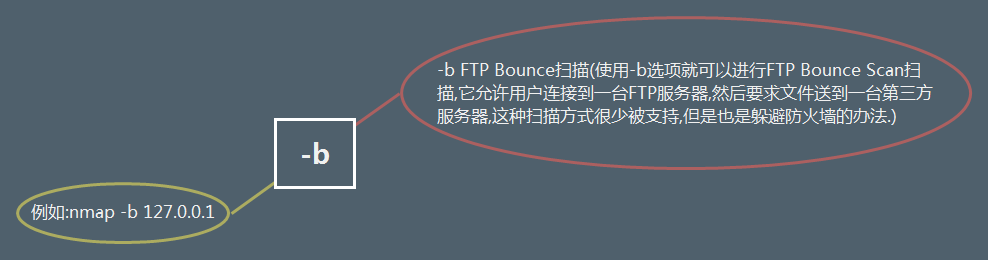 -b FTP Bounce扫描(使用-b选项就可以进行FTP Bounce Scan扫
描,它允许用户连接到一台FTP服务器,然后要求文件送到一台第三方
服务器,这种扫描方式很少被支持,但是也是躲避防火墙的办法.)
-b
例如:nmap -b 127.0.0.1